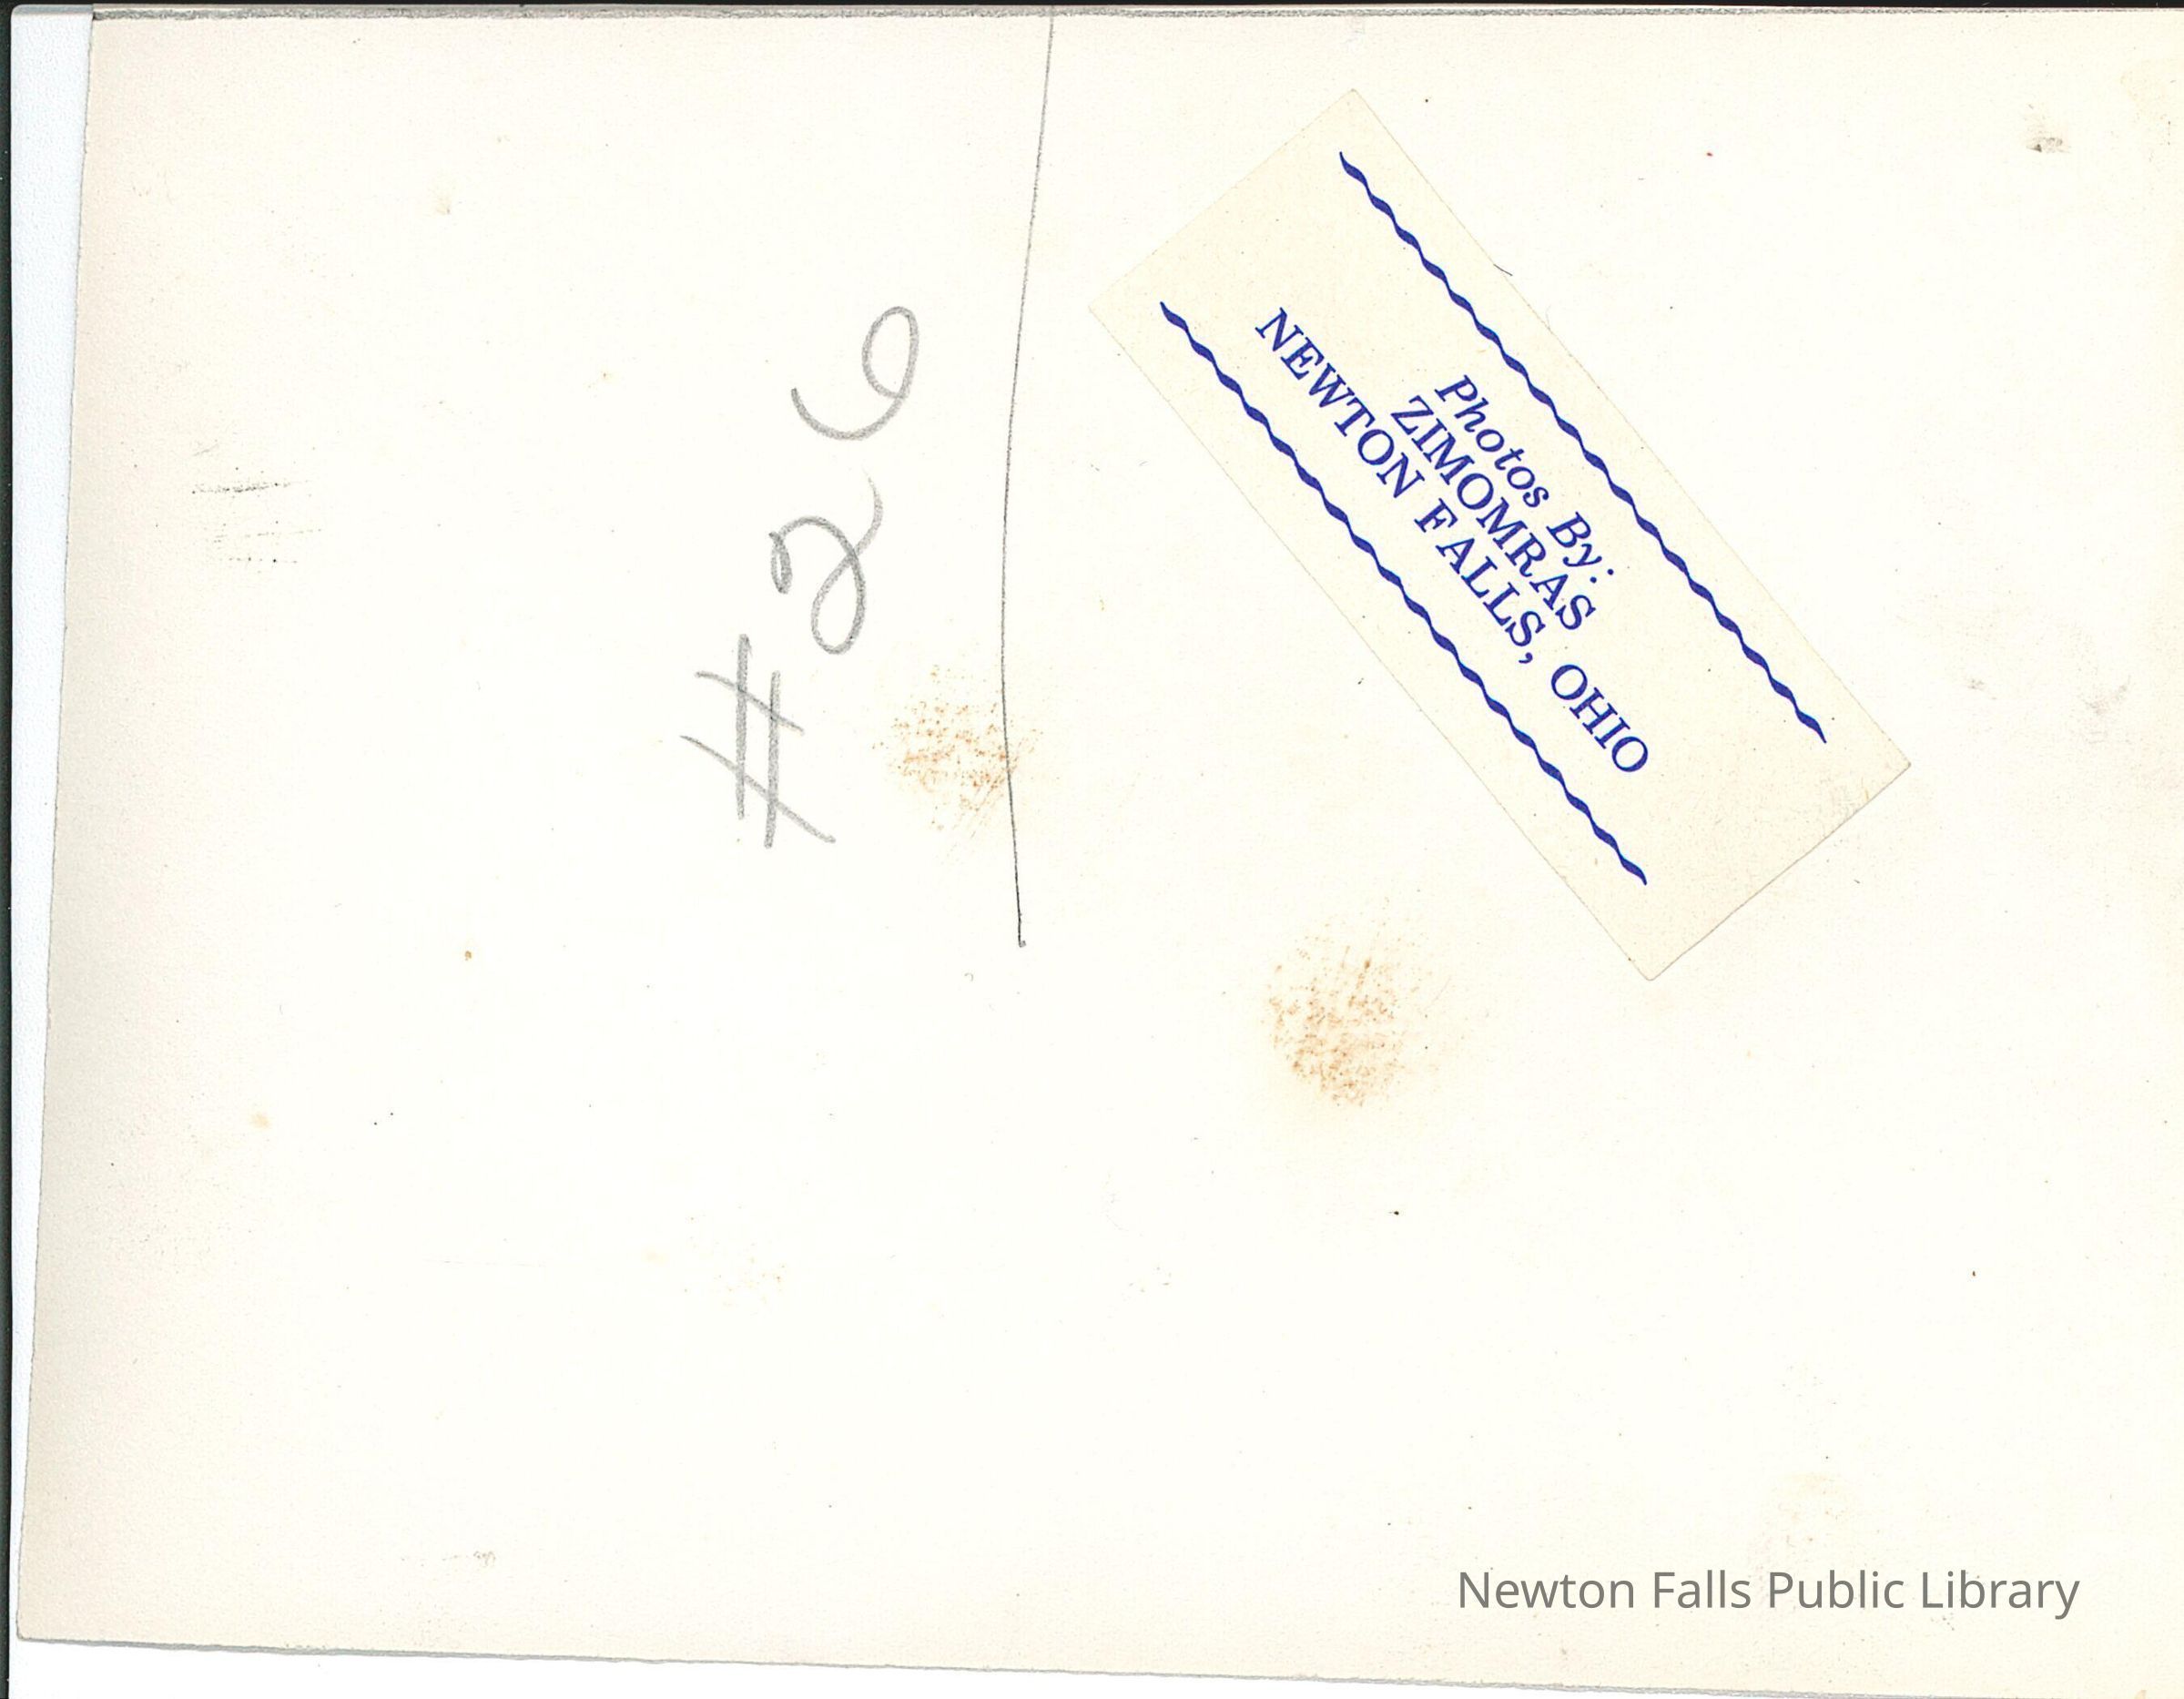 #26
Photos By:
ZIMOMRAS
NEWTON FALLS, OHIO
Newton Falls Public Library